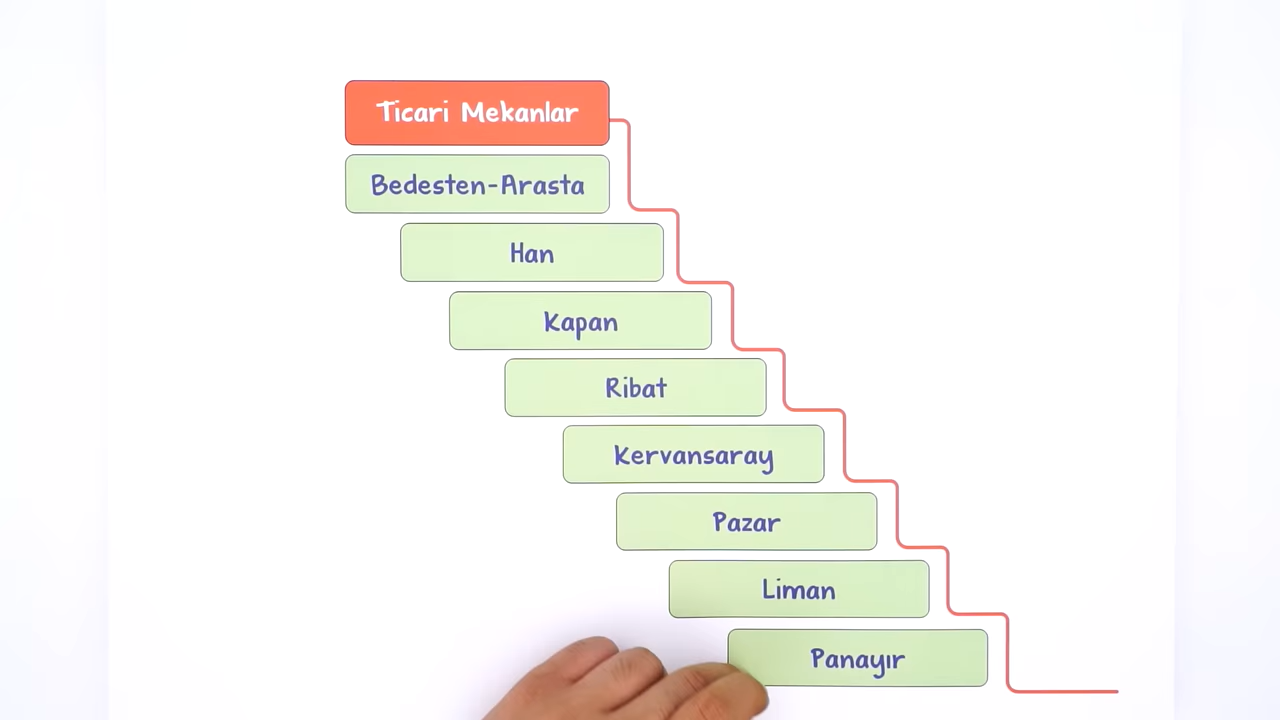 Ticari Mekanlar
Bedesten-Arasta
Han
Kapan
Ribat
Kervansaray
Pazar
Liman
Panayır